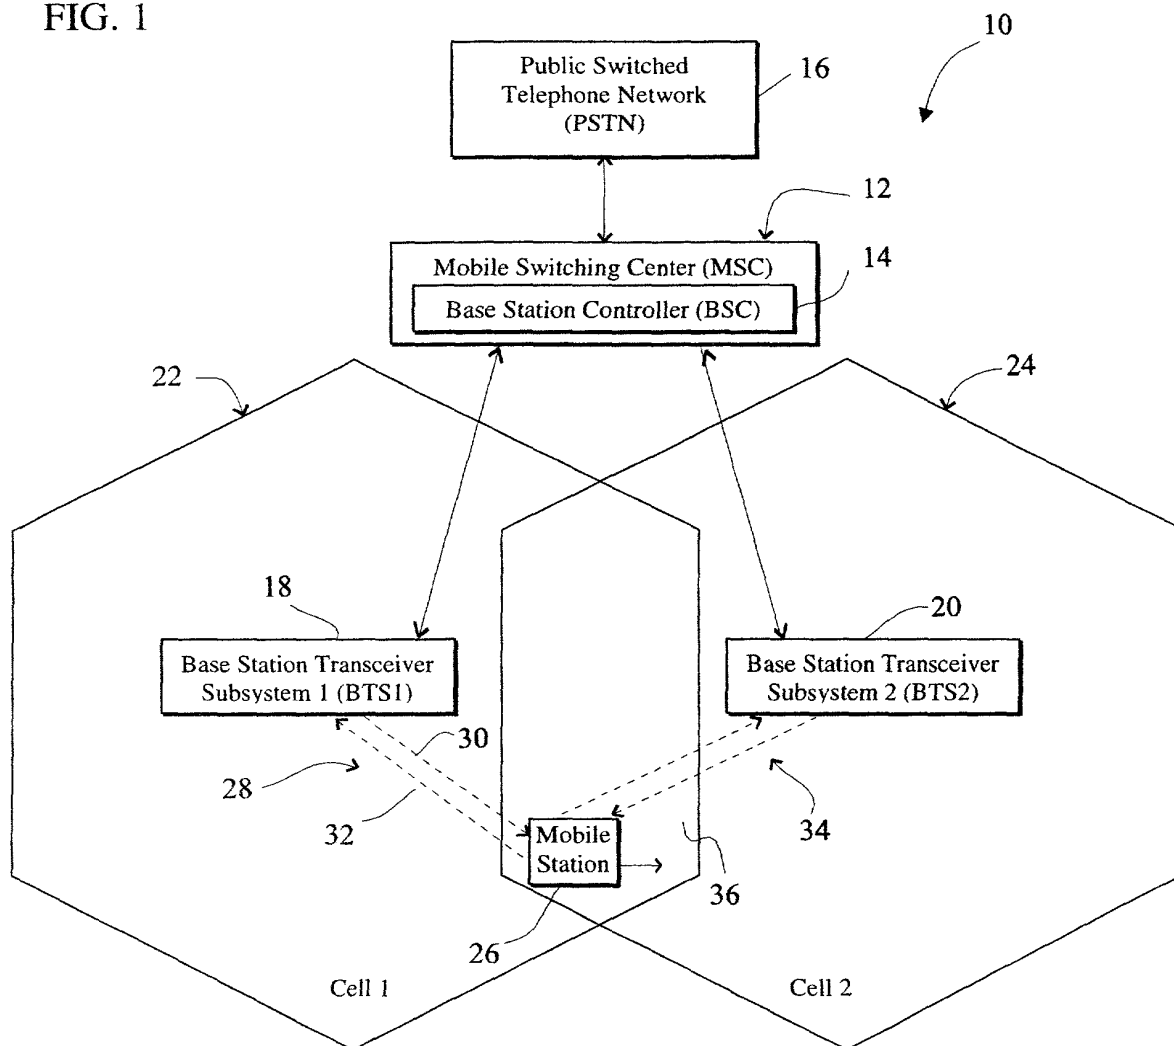 FIG. 1
10
Public Switched
Telephone Network
(PSTN)
16
12
Mobile Switching Center (MSC)
14
Base Station Controller (BSC)
22
24
18
20
Base Station Transceiver
Subsystem 1 (BTS1)
Base Station Transceiver
Subsystem 2 (BTS2)
30
28
32
34
Mobile
Station
36
26
Cell 1
Cell 2